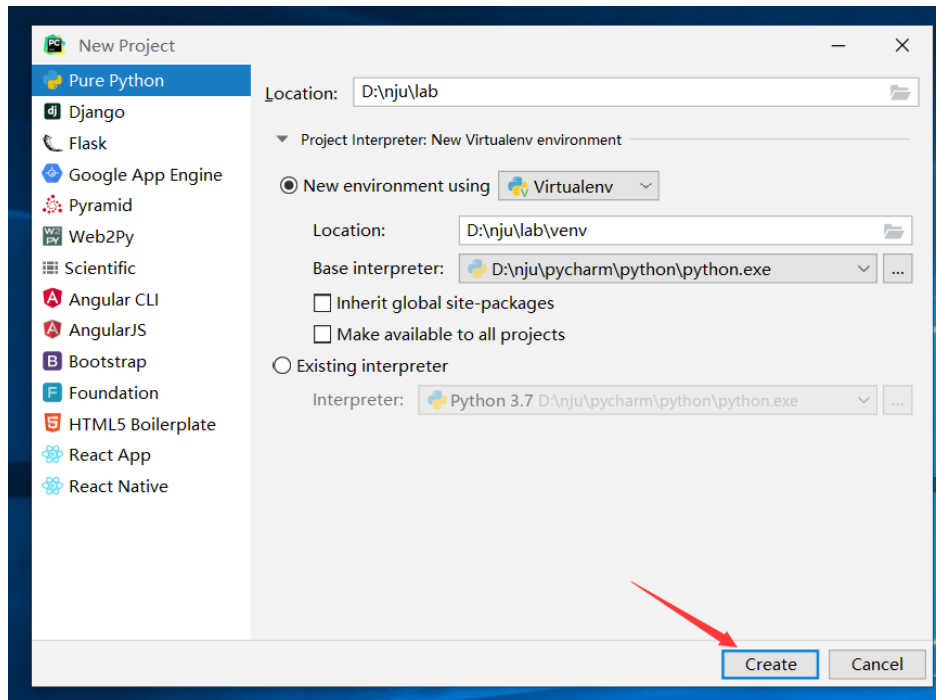 New Project
Pure Python
Django
Flask
Google App Engine
Pyramid
Web2Py
Scientific
Angular CLI
AngularJS
Bootstrap
Foundation
HTML5 Boilerplate
React App
React Native
Location: D:\nju\lab
Project Interpreter: New Virtualenv environment
New environment using Virtualenv
Location: D:\nju\lab\venv
Base interpreter: D:\nju\pycharm\python\python.exe ...
Inherit global site-packages
Make available to all projects
Existing interpreter
Interpreter: Python 3.7 D:\nju\pycharm\python\python.exe ...
Create Cancel